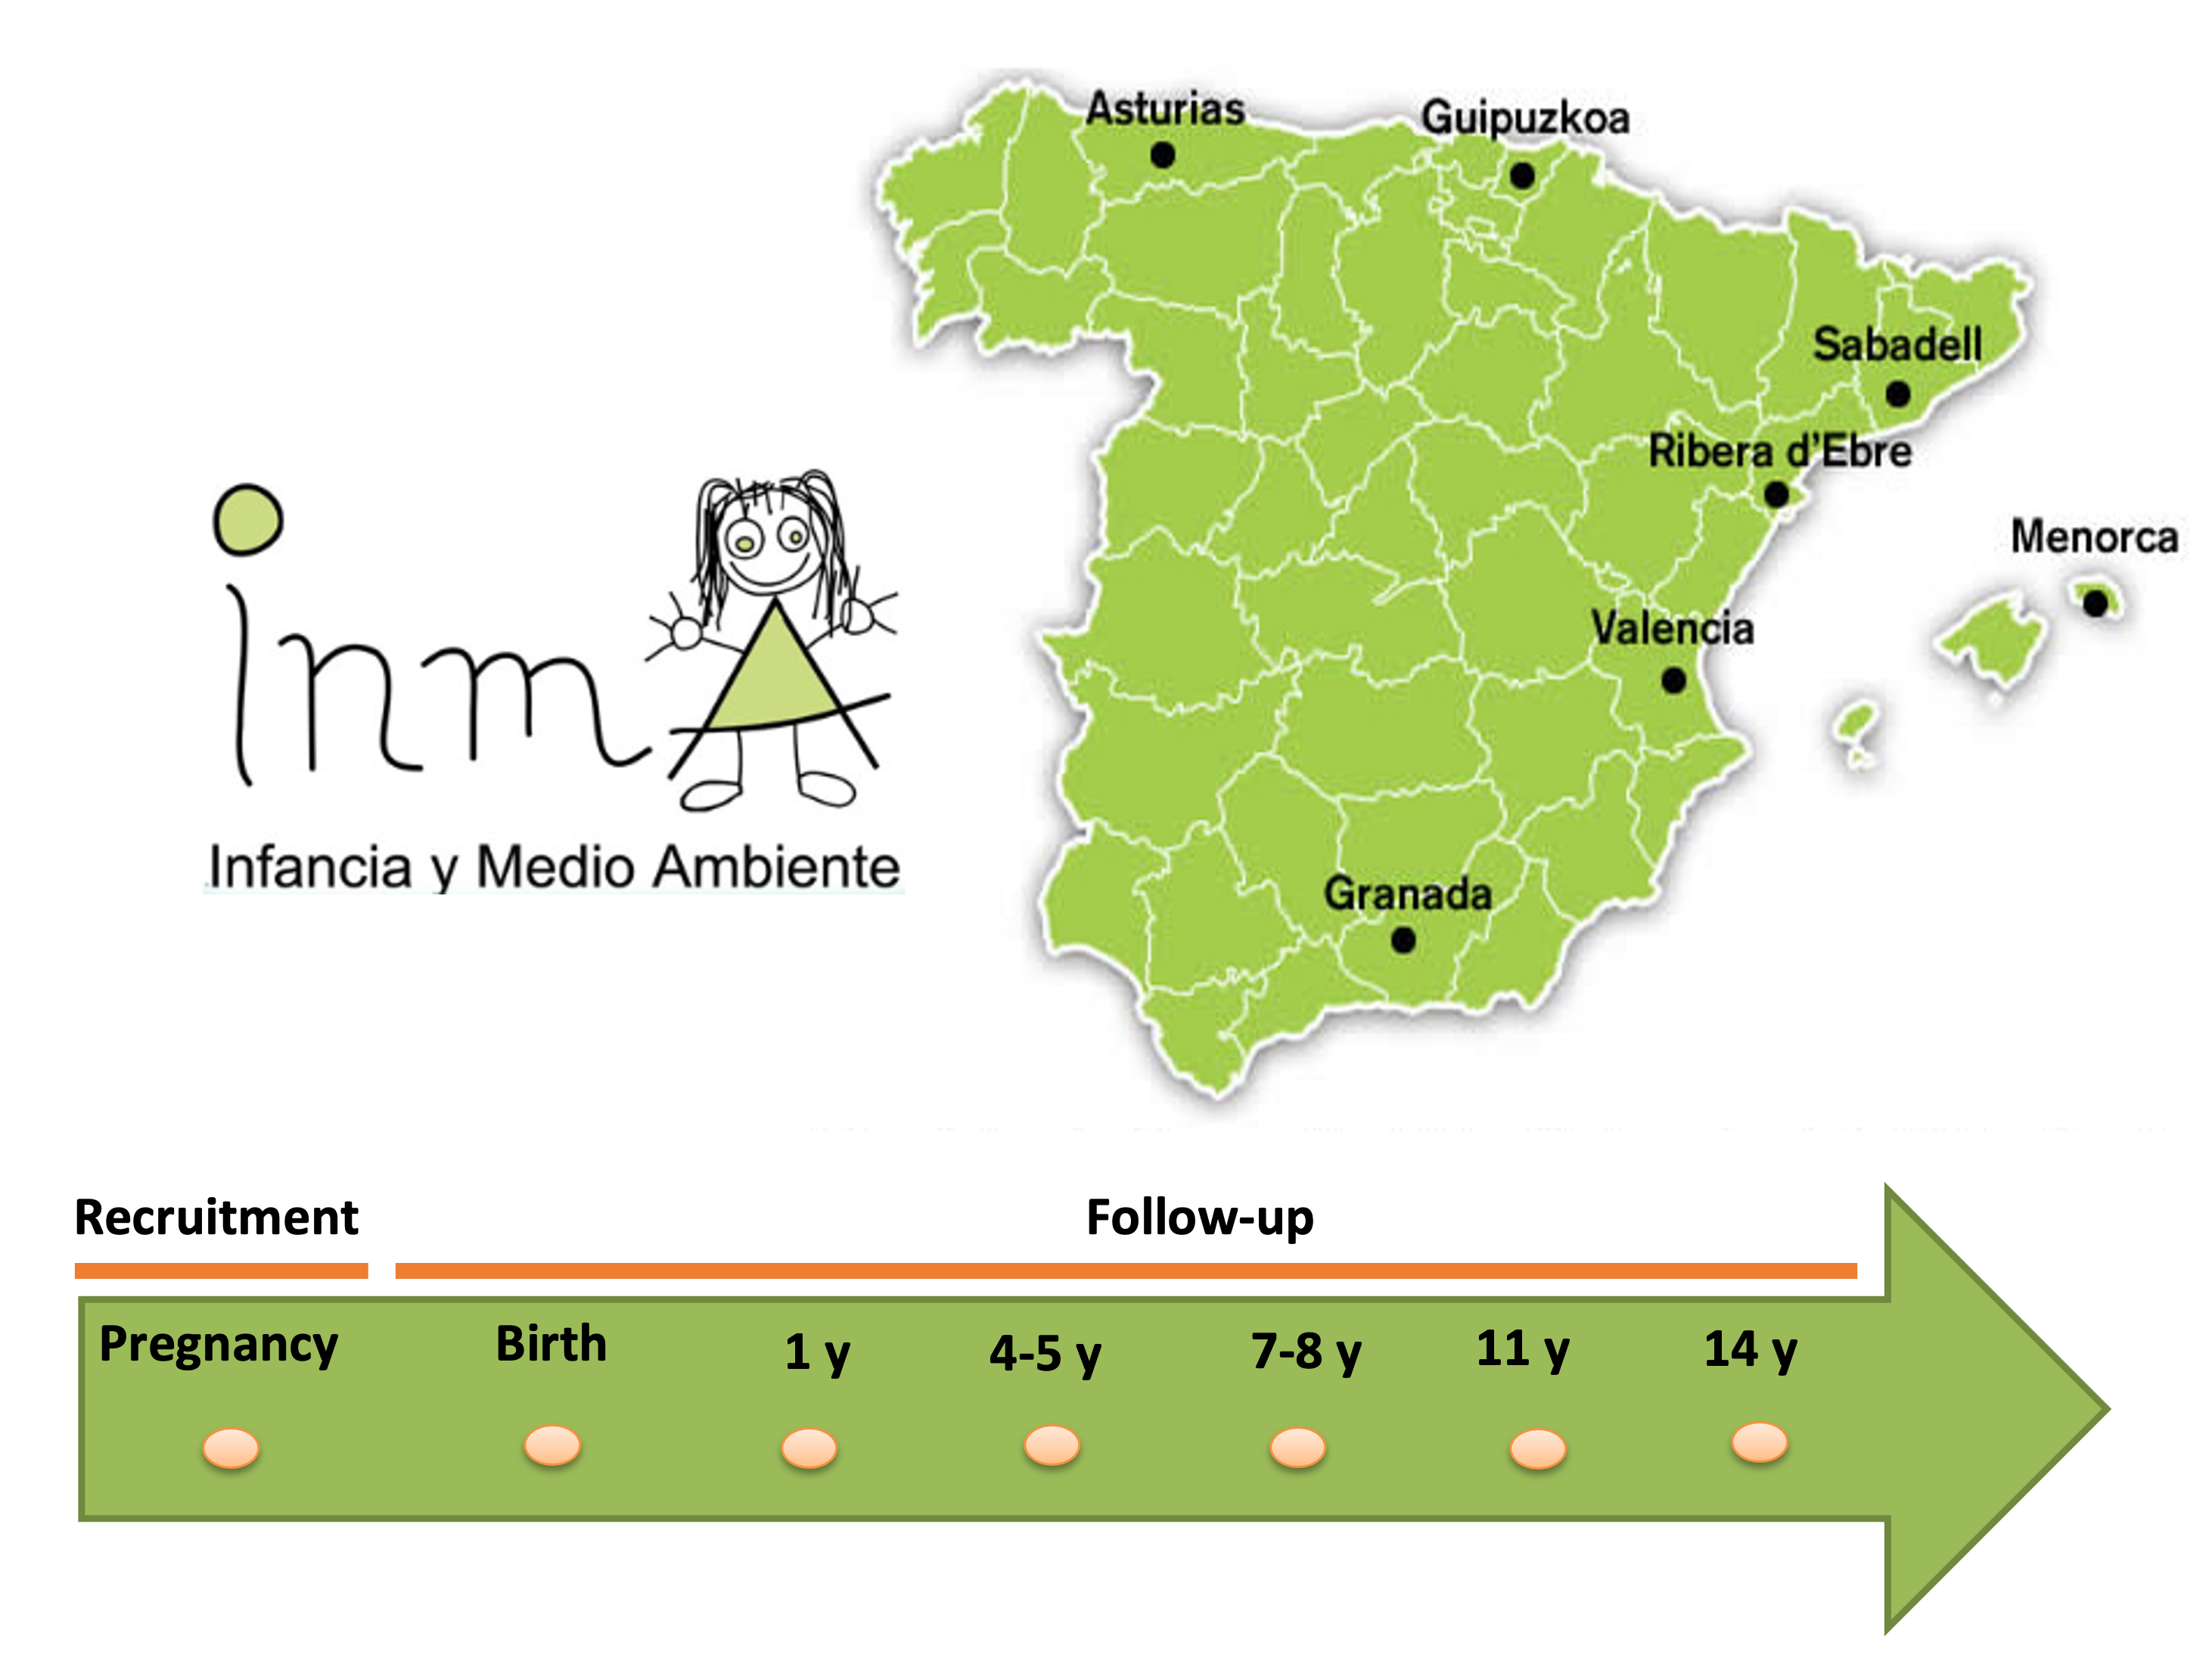 Asturias
Guipuzkoa
Sabadell
Ribera d'Ebre
Menorca
Valencia
Granada
inmA
Infancia y Medio Ambiente
Recruitment
Follow-up
Pregnancy
Birth
1 y
4-5 y
7-8 y
11 y
14 y